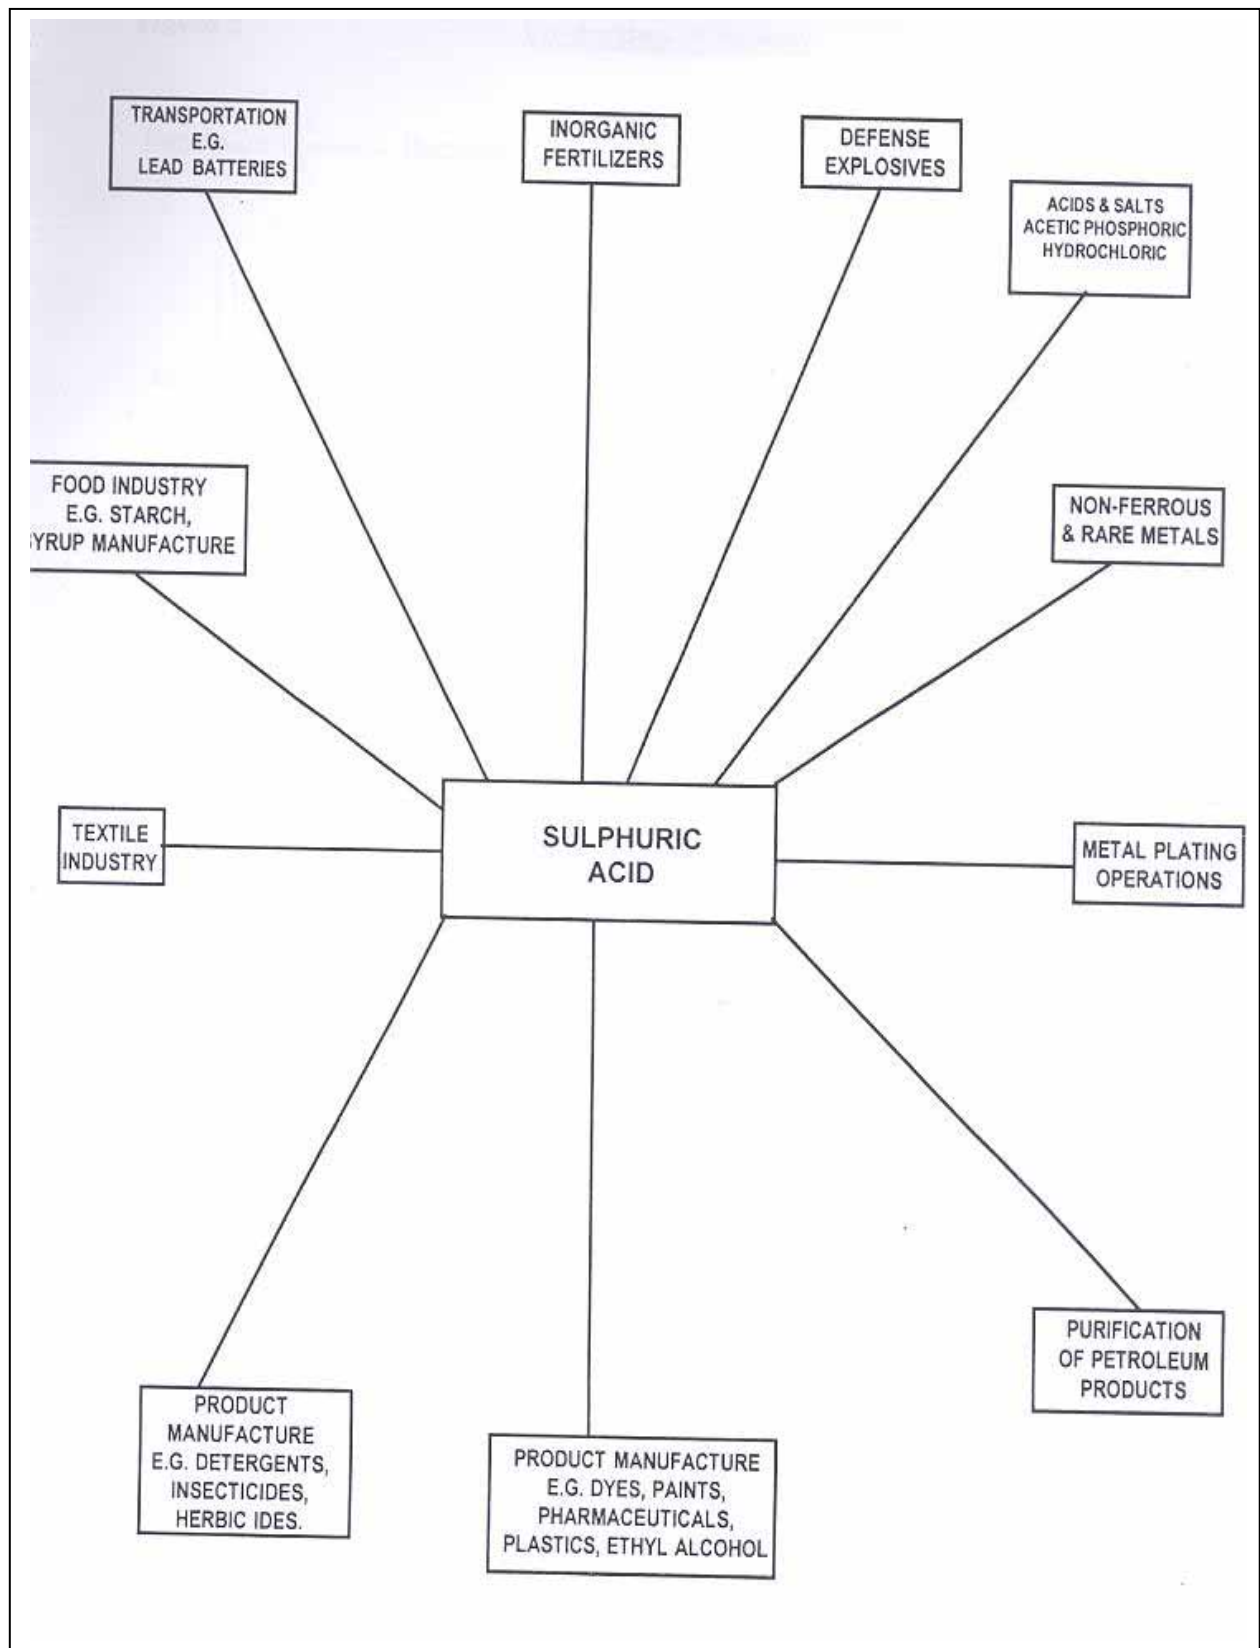 TRANSPORTATION
E.G.
LEAD BATTERIES
INORGANIC
FERTILIZERS
DEFENSE
EXPLOSIVES
ACIDS & SALTS
ACETIC PHOSPHORIC
HYDROCHLORIC
FOOD INDUSTRY
E.G. STARCH,
SYRUP MANUFACTURE
NON-FERROUS
& RARE METALS
TEXTILE
INDUSTRY
SULPHURIC
ACID
METAL PLATING
OPERATIONS
PURIFICATION
OF PETROLEUM
PRODUCTS
PRODUCT
MANUFACTURE
E.G. DETERGENTS,
INSECTICIDES,
HERBIC IDES.
PRODUCT MANUFACTURE
E.G. DYES, PAINTS,
PHARMACEUTICALS,
PLASTICS, ETHYL ALCOHOL